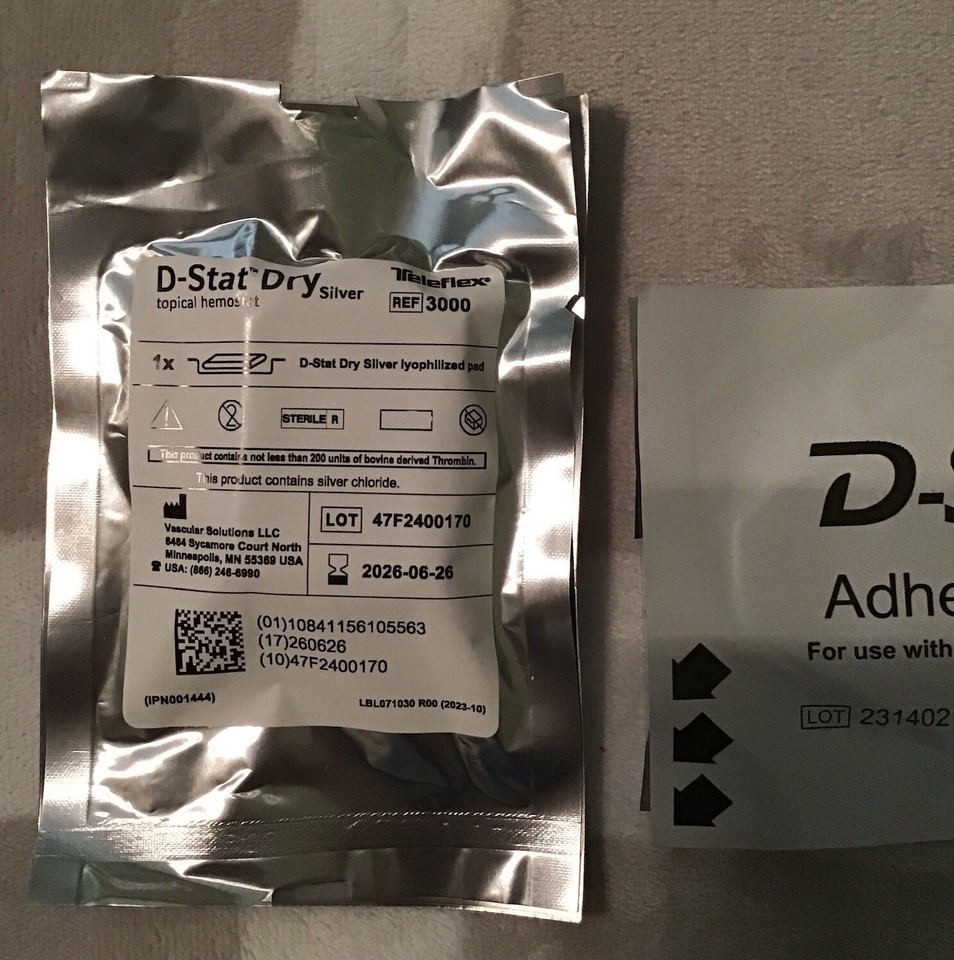 D-Stat™ Dry Silver
topical hemostat
Teleflex®
REF 3000
1x D-Stat Dry Silver lyophilized pad
2 STERILE R
This product contains not less than 200 units of bovine derived Thrombin.
This product contains silver chloride.
Vascular Solutions LLC
6464 Sycamore Court North
Minneapolis, MN 55369 USA
USA: (866) 246-6990
LOT 47F2400170
2026-06-26
(01)10841156105563
(17)260626
(10)47F2400170
(IPN001444)
LBL071030 R00 (2023-10)
D-S
Adhe
For use with
LOT 231402